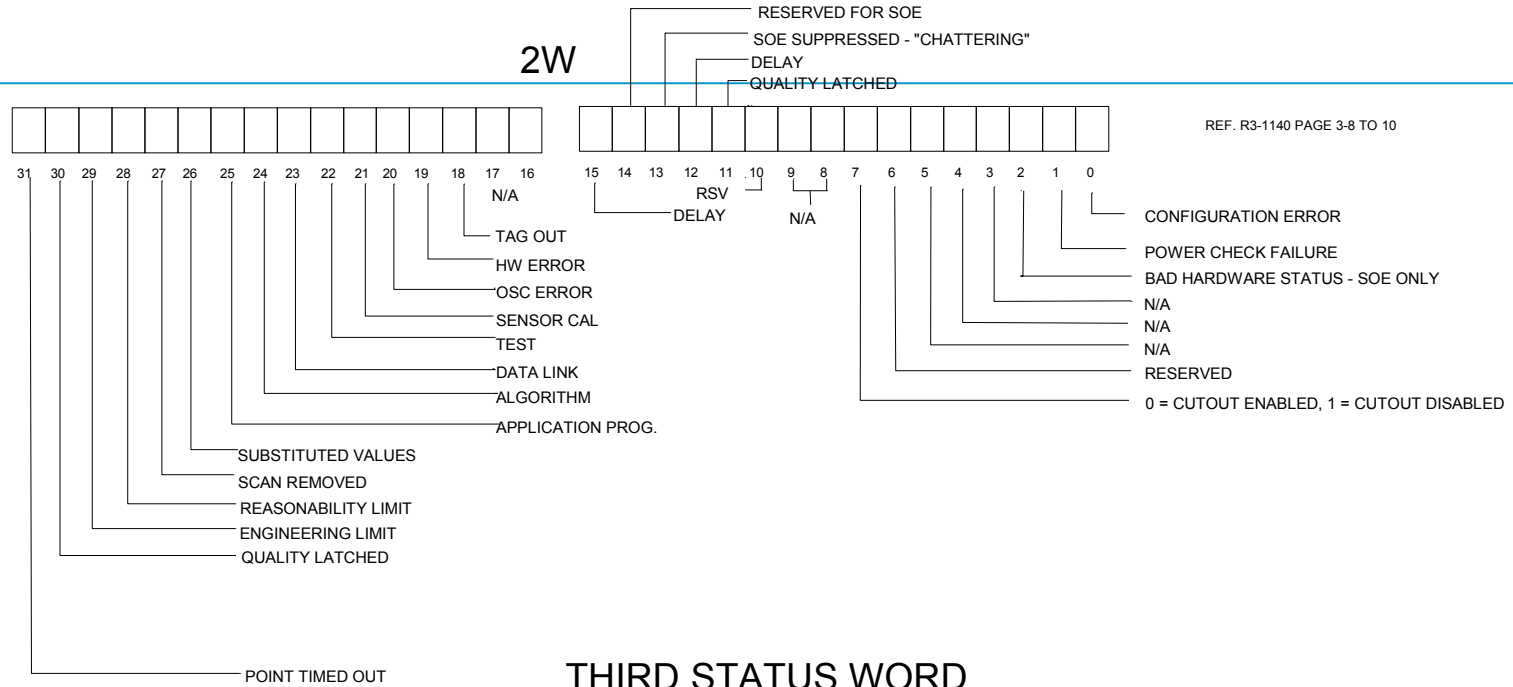 RESERVED FOR SOE
SOE SUPPRESSED - "CHATTERING"
2W
DELAY
QUALITY LATCHED
REF. R3-1140 PAGE 3-8 TO 10
31 30 29 28 27 26 25 24 23 22 21 20 19 18 17 16
15 14 13 12 11 10 9 8 7 6 5 4 3 2 1 0
N/A
RSV
DELAY
N/A
TAG OUT
HW ERROR
OSC ERROR
SENSOR CAL
TEST
DATA LINK
ALGORITHM
APPLICATION PROG.
SUBSTITUTED VALUES
SCAN REMOVED
REASONABILITY LIMIT
ENGINEERING LIMIT
QUALITY LATCHED
POINT TIMED OUT
CONFIGURATION ERROR
POWER CHECK FAILURE
BAD HARDWARE STATUS - SOE ONLY
N/A
N/A
N/A
RESERVED
0 = CUTOUT ENABLED, 1 = CUTOUT DISABLED
THIRD STATUS WORD